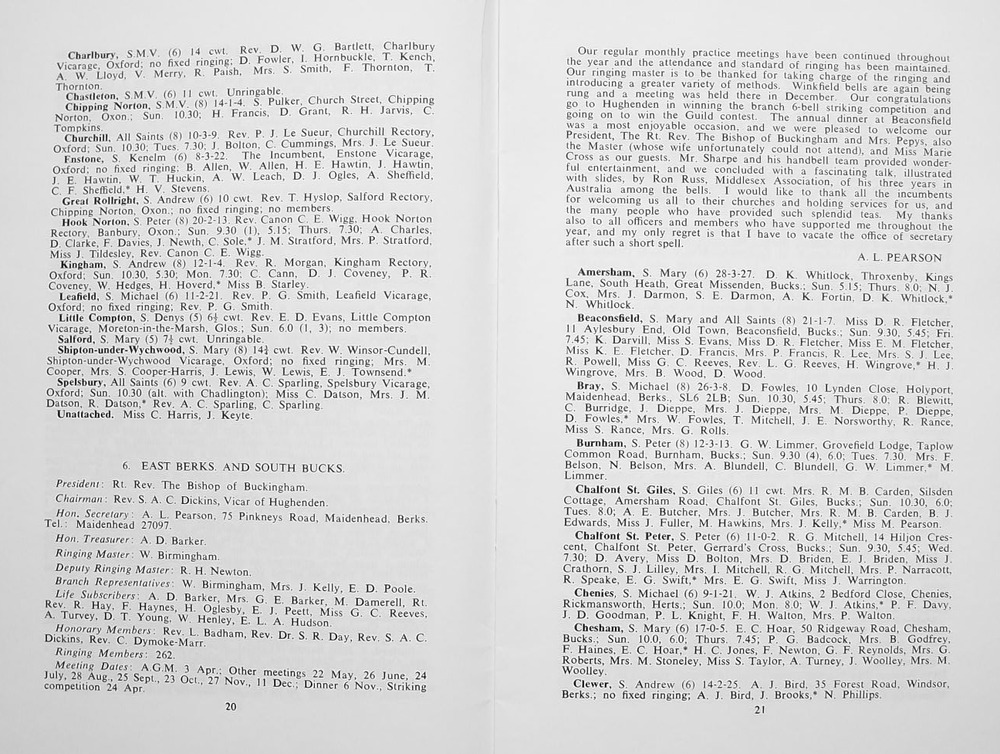 Charlbury, S.M.V. (6) 14 cwt. Rev. D. W. G. Bartlett, Charlbury
Vicarage, Oxford; no fixed ringing; D. Fowler, I. Hornbuckle, T. Kench,
A. W. Lloyd, V. Merry, R. Paish, Mrs. S. Smith, F. Thornton, T.
Thornton.
Chastleton, S.M.V. (6) 11 cwt. Unringable.
Chipping Norton, S.M.V. (8) 14-1-4. S. Pulker, Church Street, Chipping
Norton, Oxon.; Sun. 10.30; H. Francis, D. Grant, R. H. Jarvis, C.
Tompkins.
Churchill, All Saints (8) 10-3-9. Rev. P. J. Le Sueur, Churchill Rectory,
Oxford; Sun. 10.30; Tues. 7.30; J. Bolton, C. Cummings, Mrs. J. Le Sueur.
Enstone, S. Kenelm (6) 8-3-22. The Incumbent, Enstone Vicarage,
Oxford; no fixed ringing; B. Allen, W. Allen, H. E. Hawtin, J. Hawtin,
J. E. Hawtin, W. T. Huckin, A. W. Leach, D. J. Ogles, A. Sheffield,
C. F. Sheffield,* H. V. Stevens.
Great Rollright, S. Andrew (6) 10 cwt. Rev. T. Hyslop, Salford Rectory,
Chipping Norton, Oxon.; no fixed ringing; no members.
Hook Norton, S. Peter (8) 20-2-13. Rev. Canon C. E. Wigg, Hook Norton
Rectory, Banbury, Oxon.; Sun. 9.30 (1), 5.15; Thurs. 7.30; A. Charles,
D. Clarke, F. Davies, J. Newth, C. Sole,* J. M. Stratford, Mrs. P. Stratford,
Miss J. Tildesley, Rev. Canon C. E. Wigg.
Kingham, S. Andrew (8) 12-1-4. Rev. R. Morgan, Kingham Rectory,
Oxford; Sun. 10.30, 5.30; Mon. 7.30; C. Cann, D. J. Coveney, P. R.
Coveney, W. Hedges, H. Hoverd,* Miss B. Starley.
Leafield, S. Michael (6) 11-2-21. Rev. P. G. Smith, Leafield Vicarage,
Oxford; no fixed ringing; Rev. P. G. Smith.
Little Compton, S. Denys (5) 6½ cwt. Rev. E. D. Evans, Little Compton
Vicarage, Moreton-in-the-Marsh, Glos.; Sun. 6.0 (1, 3); no members.
Salford, S. Mary (5) 7½ cwt. Unringable.
Shipton-under-Wychwood, S. Mary (8) 14¾ cwt. Rev. W. Winsor-Cundell,
Shipton-under-Wychwood Vicarage, Oxford; no fixed ringing; Mrs. M.
Cooper, Mrs. S. Cooper-Harris, J. Lewis, W. Lewis, E. J. Townsend.*
Spelsbury, All Saints (6) 9 cwt. Rev. A. C. Sparling, Spelsbury Vicarage,
Oxford; Sun. 10.30 (alt. with Chadlington); Miss C. Datson, Mrs. J. M.
Datson, R. Datson,* Rev. A. C. Sparling, C. Sparling.
Unattached. Miss C. Harris, J. Keyte.
6. EAST BERKS. AND SOUTH BUCKS.
President: Rt. Rev. The Bishop of Buckingham.
Chairman: Rev. S. A. C. Dickins, Vicar of Hughenden.
Hon. Secretary: A. L. Pearson, 75 Pinkneys Road, Maidenhead, Berks.
Tel.: Maidenhead 27097.
Hon. Treasurer: A. D. Barker.
Ringing Master: W. Birmingham.
Deputy Ringing Master: R. H. Newton.
Branch Representatives: W. Birmingham, Mrs. J. Kelly, E. D. Poole.
Life Subscribers: A. D. Barker, Mrs. G. E. Barker, M. Damerell, Rt.
Rev. R. Hay, F. Haynes, H. Oglesby, E. J. Peett, Miss G. C. Reeves,
A. Turvey, D. T. Young, W. Henley, E. L. A. Hudson.
Honorary Members: Rev. L. Badham, Rev. Dr. S. R. Day, Rev. S. A. C.
Dickins, Rev. C. Dymoke-Marr.
Ringing Members: 262.
Meeting Dates: A.G.M. 3 Apr.; Other meetings 22 May, 26 June, 24
July, 28 Aug., 25 Sept., 23 Oct., 27 Nov., 11 Dec.; Dinner 6 Nov., Striking
competition 24 Apr.
20
Our regular monthly practice meetings have been continued throughout
the year and the attendance and standard of ringing has been maintained.
Our ringing master is to be thanked for taking charge of the ringing and
introducing a greater variety of methods. Winkfield bells are again being
rung and a meeting was held there in December. Our congratulations
go to Hughenden in winning the branch 6-bell striking competition and
going on to win the Guild contest. The annual dinner at Beaconsfield
was a most enjoyable occasion, and we were pleased to welcome our
President, The Rt. Rev. The Bishop of Buckingham and Mrs. Pepys, also
the Master (whose wife unfortunately could not attend), and Miss Marie
Cross as our guests. Mr. Sharpe and his handbell team provided wonder-
ful entertainment, and we concluded with a fascinating talk, illustrated
with slides, by Ron Russ, Middlesex Association, of his three years in
Australia among the bells. I would like to thank all the incumbents
for welcoming us all to their churches and holding services for us, and
the many people who have provided such splendid teas. My thanks
also to all officers and members who have supported me throughout the
year, and my only regret is that I have to vacate the office of secretary
after such a short spell.
A. L. PEARSON
Amersham, S. Mary (6) 28-3-27. D. K. Whitlock, Throxenby, Kings
Lane, South Heath, Great Missenden, Bucks.; Sun. 5.15; Thurs. 8.0; N. J.
Cox, Mrs. J. Darmon, S. E. Darmon, A. K. Fortin, D. K. Whitlock,*
N. Whitlock.
Beaconsfield, S. Mary and All Saints (8) 21-1-7. Miss D. R. Fletcher,
11 Aylesbury End, Old Town, Beaconsfield, Bucks.; Sun. 9.30, 5.45; Fri.
7.45; K. Darvill, Miss S. Evans, Miss D. R. Fletcher, Miss E. M. Fletcher,
Miss K. E. Fletcher, D. Francis, Mrs. P. Francis, R. Lee, Mrs. S. J. Lee,
R. Powell, Miss G. C. Reeves, Rev. L. G. Reeves, H. Wingrove,* H. J.
Wingrove, Mrs. B. Wood, D. Wood.
Bray, S. Michael (8) 26-3-8. D. Fowles, 10 Lynden Close, Holyport,
Maidenhead, Berks., SL6 2LB; Sun. 10.30, 5.45; Thurs. 8.0; R. Blewitt,
C. Burridge, J. Dieppe, Mrs. J. Dieppe, Mrs. M. Dieppe, P. Dieppe,
D. Fowles,* Mrs. W. Fowles, T. Mitchell, J. E. Norsworthy, R. Rance,
Miss S. Rance, Mrs. G. Rolls.
Burnham, S. Peter (8) 12-3-13. G. W. Limmer, Grovefield Lodge, Taplow
Common Road, Burnham, Bucks.; Sun. 9.30 (4), 6.0; Tues. 7.30. Mrs. F.
Belson, N. Belson, Mrs. A. Blundell, C. Blundell, G. W. Limmer,* M.
Limmer.
Chalfont St. Giles, S. Giles (6) 11 cwt. Mrs. R. M. B. Carden, Silsden
Cottage, Amersham Road, Chalfont St. Giles, Bucks.; Sun. 10.30, 6.0;
Tues. 8.0; A. E. Butcher, Mrs. J. Butcher, Mrs. R. M. B. Carden, B. J.
Edwards, Miss J. Fuller, M. Hawkins, Mrs. J. Kelly,* Miss M. Pearson.
Chalfont St. Peter, S. Peter (6) 11-0-2. R. G. Mitchell, 14 Hiljon Cres-
cent, Chalfont St. Peter, Gerrard's Cross, Bucks.; Sun. 9.30, 5.45; Wed.
7.30; D. Avery, Miss D. Bolton, Mrs. D. Briden, E. J. Briden, Miss J.
Crathorn, S. J. Lilley, Mrs. I. Mitchell, R. G. Mitchell, Mrs. P. Narracott,
R. Speake, E. G. Swift,* Mrs. E. G. Swift, Miss J. Warrington.
Chenies, S. Michael (6) 9-1-21. W. J. Atkins, 2 Bedford Close, Chenies,
Rickmansworth, Herts.; Sun. 10.0; Mon. 8.0; W. J. Atkins,* P. F. Davy,
J. D. Goodman, P. L. Knight, F. H. Walton, Mrs. P. Walton.
Chesham, S. Mary (6) 17-0-5. E. C. Hoar, 50 Ridgeway Road, Chesham,
Bucks.; Sun. 10.0, 6.0; Thurs. 7.45; P. G. Badcock, Mrs. B. Godfrey,
F. Haines, E. C. Hoar,* H. C. Jones, F. Newton, G. F. Reynolds, Mrs. G.
Roberts, Mrs. M. Stoneley, Miss S. Taylor, A. Turney, J. Woolley, Mrs. M.
Woolley.
Clewer, S. Andrew (6) 14-2-25. A. J. Bird, 35 Forest Road, Windsor,
Berks.; no fixed ringing; A. J. Bird, J. Brooks,* N. Phillips.
21